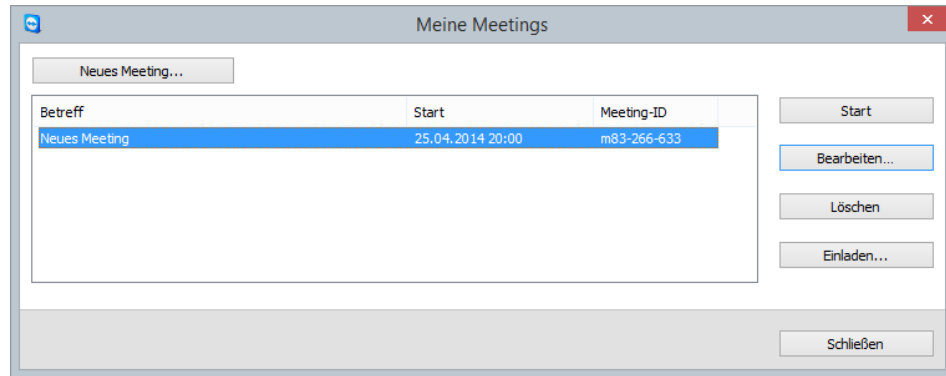 Meine Meetings
Neues Meeting...
Betreff Start Meeting-ID
Neues Meeting 25.04.2014 20:00 m83-266-633
Start
Bearbeiten...
Löschen
Einladen...
Schließen